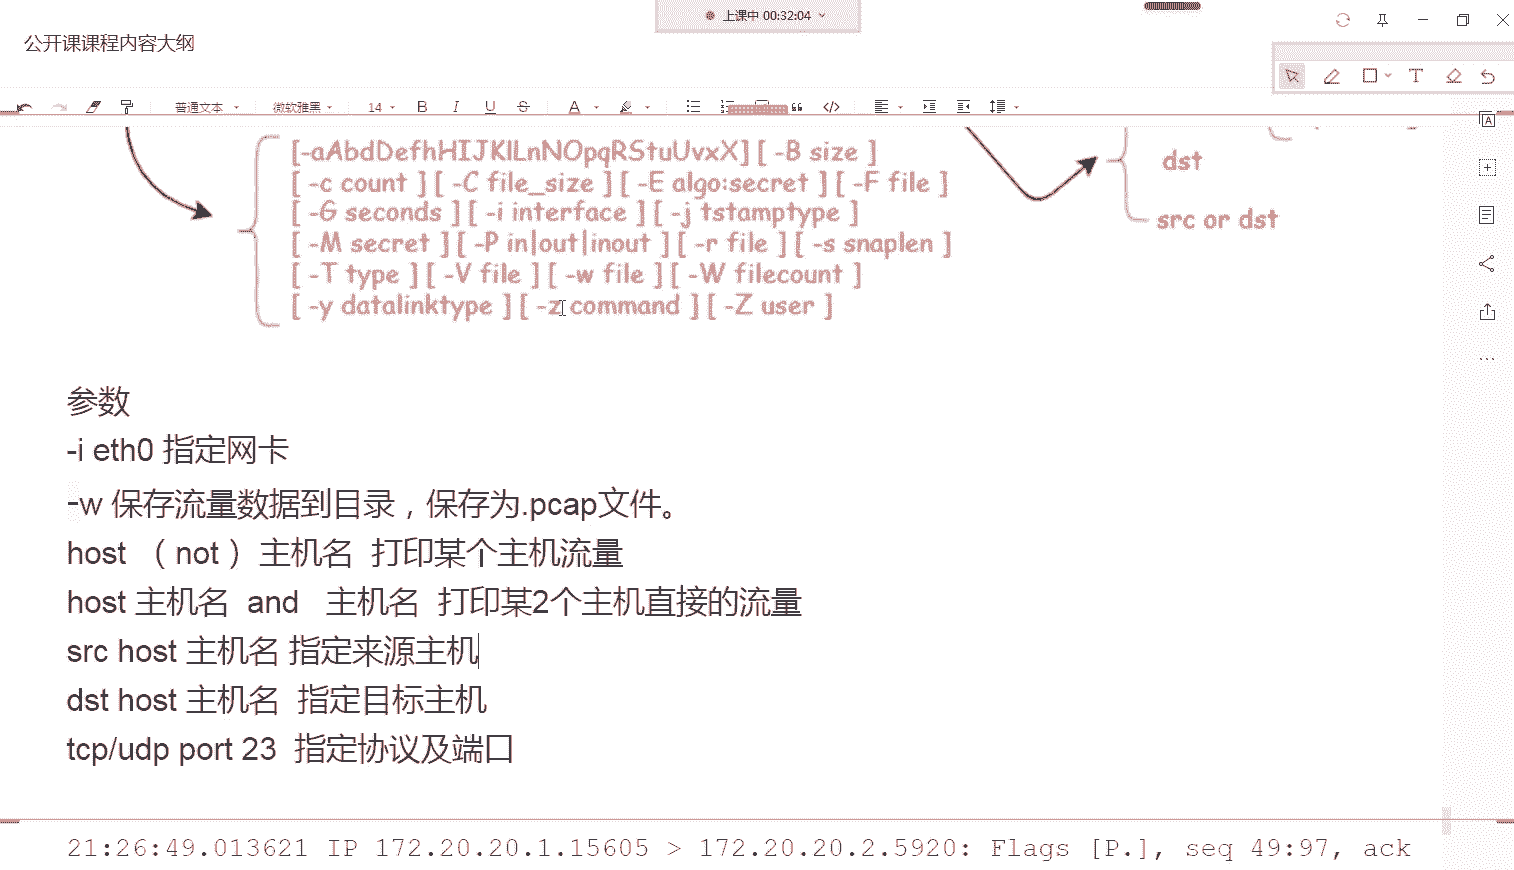 上课中 00:32:04
公开课课程内容大纲
普通文本 微软雅黑 14 B I U S A
[-aAbdDefhHIJKlLnNOpqRStuUvxX] [ -B size ]
[ -c count ] [ -C file_size ] [ -E algo:secret ] [ -F file ]
[ -G seconds ] [ -i interface ] [ -j tstamptype ]
[ -M secret ] [ -P in|out|inout ] [ -r file ] [ -s snaplen ]
[ -T type ] [ -V file ] [ -w file ] [ -W filecount ]
[ -y datalinktype ] [ -z command ] [ -Z user ]
dst
src or dst
参数
-i eth0 指定网卡
-w 保存流量数据到目录，保存为.pcap文件。
host （not） 主机名 打印某个主机流量
host 主机名 and 主机名 打印某2个主机直接的流量
src host 主机名 指定来源主机
dst host 主机名 指定目标主机
tcp/udp port 23 指定协议及端口
21:26:49.013621 IP 172.20.20.1.15605 > 172.20.20.2.5920: Flags [P.], seq 49:97, ack